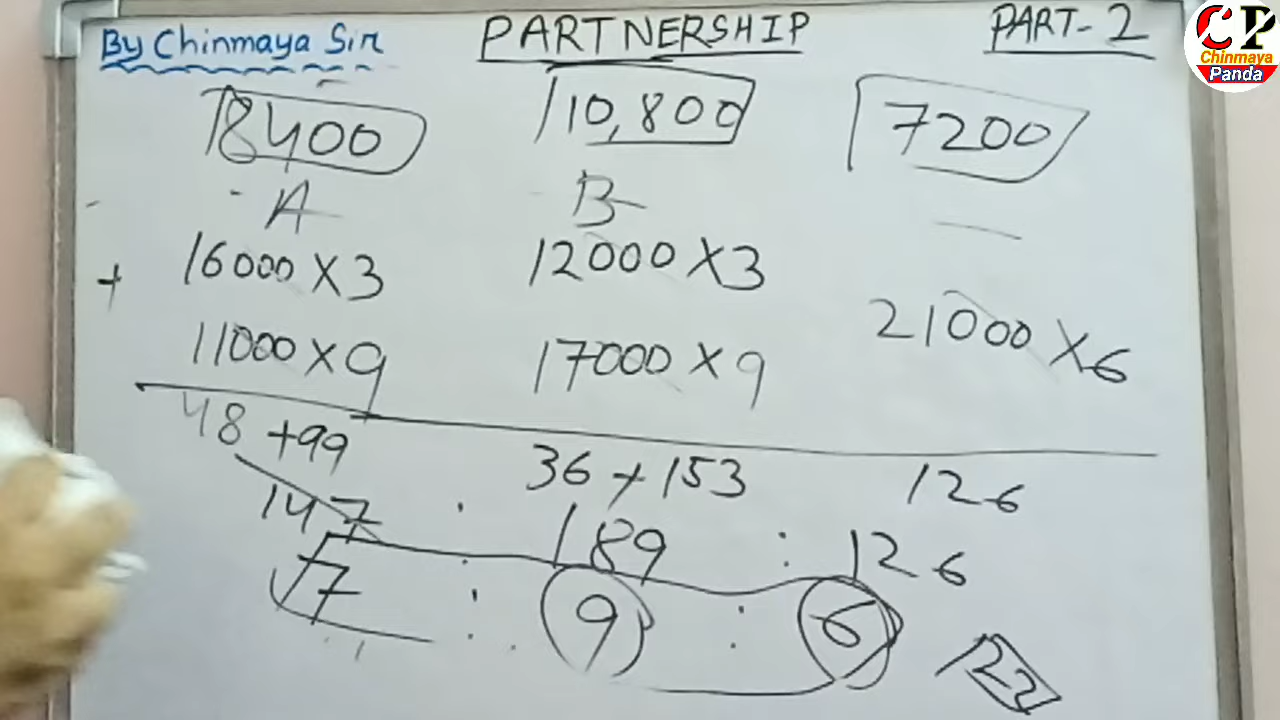 By Chinmaya Sir PARTNERSHIP PART-2
CP
Chinmaya
Panda
8400 10,800 7200
A B
16000×3 12000×3
+
11000×9 17000×9 21000×6
48+99 36+153 126
147 : 189 : 126
7 : 9 : 6 22